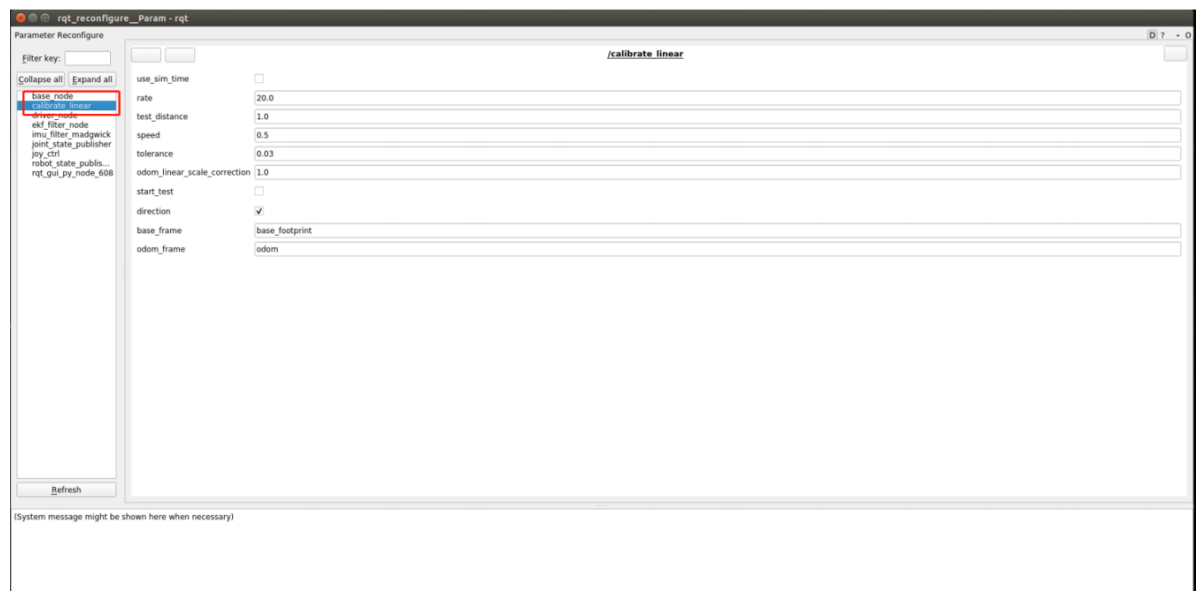 rqt_reconfigure__Param - rqt
Parameter Reconfigure
D ? - O
Filter key:
Collapse all Expand all
base_node
calibrate_linear
driver_node
ekf_filter_node
imu_filter_madgwick
joint_state_publisher
joy_ctrl
robot_state_publis...
rqt_gui_py_node_608
Refresh
/calibrate_linear
use_sim_time
rate 20.0
test_distance 1.0
speed 0.5
tolerance 0.03
odom_linear_scale_correction 1.0
start_test
direction
base_frame base_footprint
odom_frame odom
(System message might be shown here when necessary)